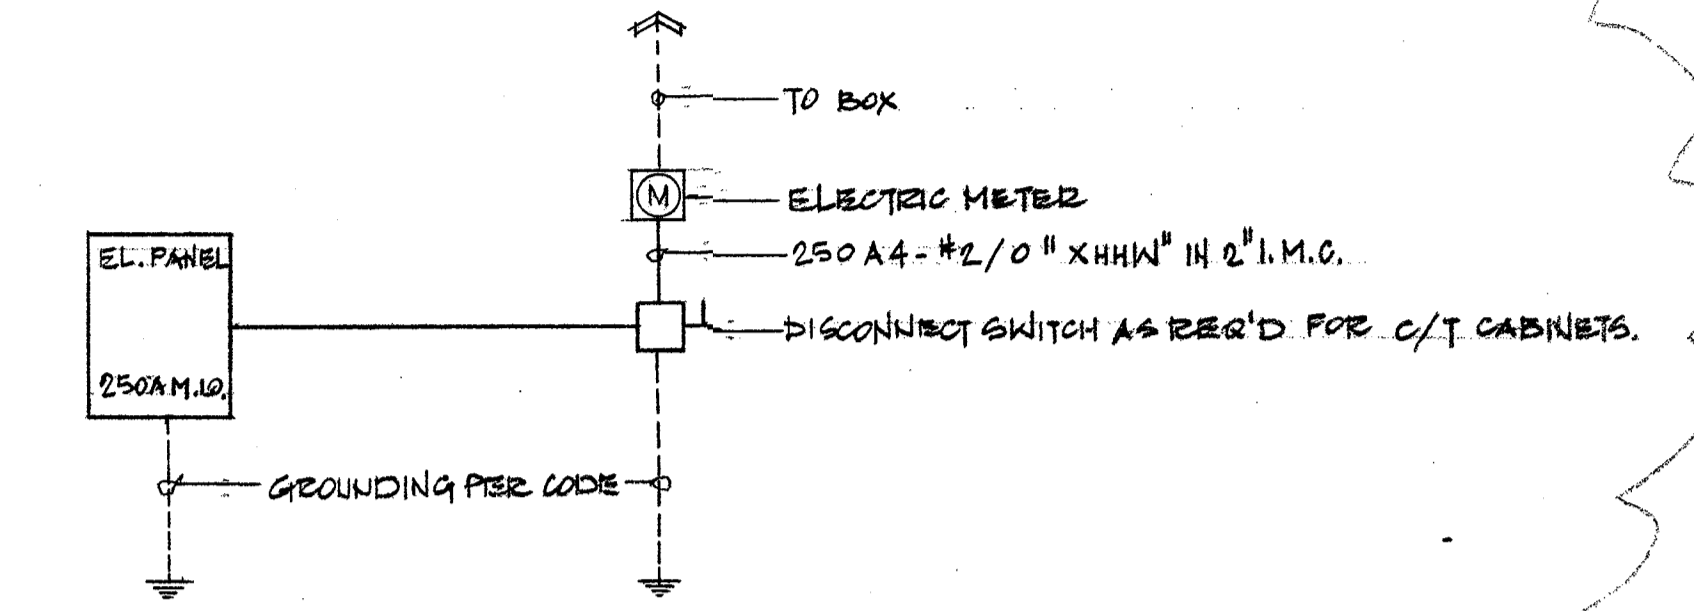 TO BOX
M
ELECTRIC METER
250 A 4 - #2/0 "XHHW" IN 2" I.M.C.
EL. PANEL
DISCONNECT SWITCH AS REQ'D FOR C/T CABINETS.
250A
GROUNDING PER CODE